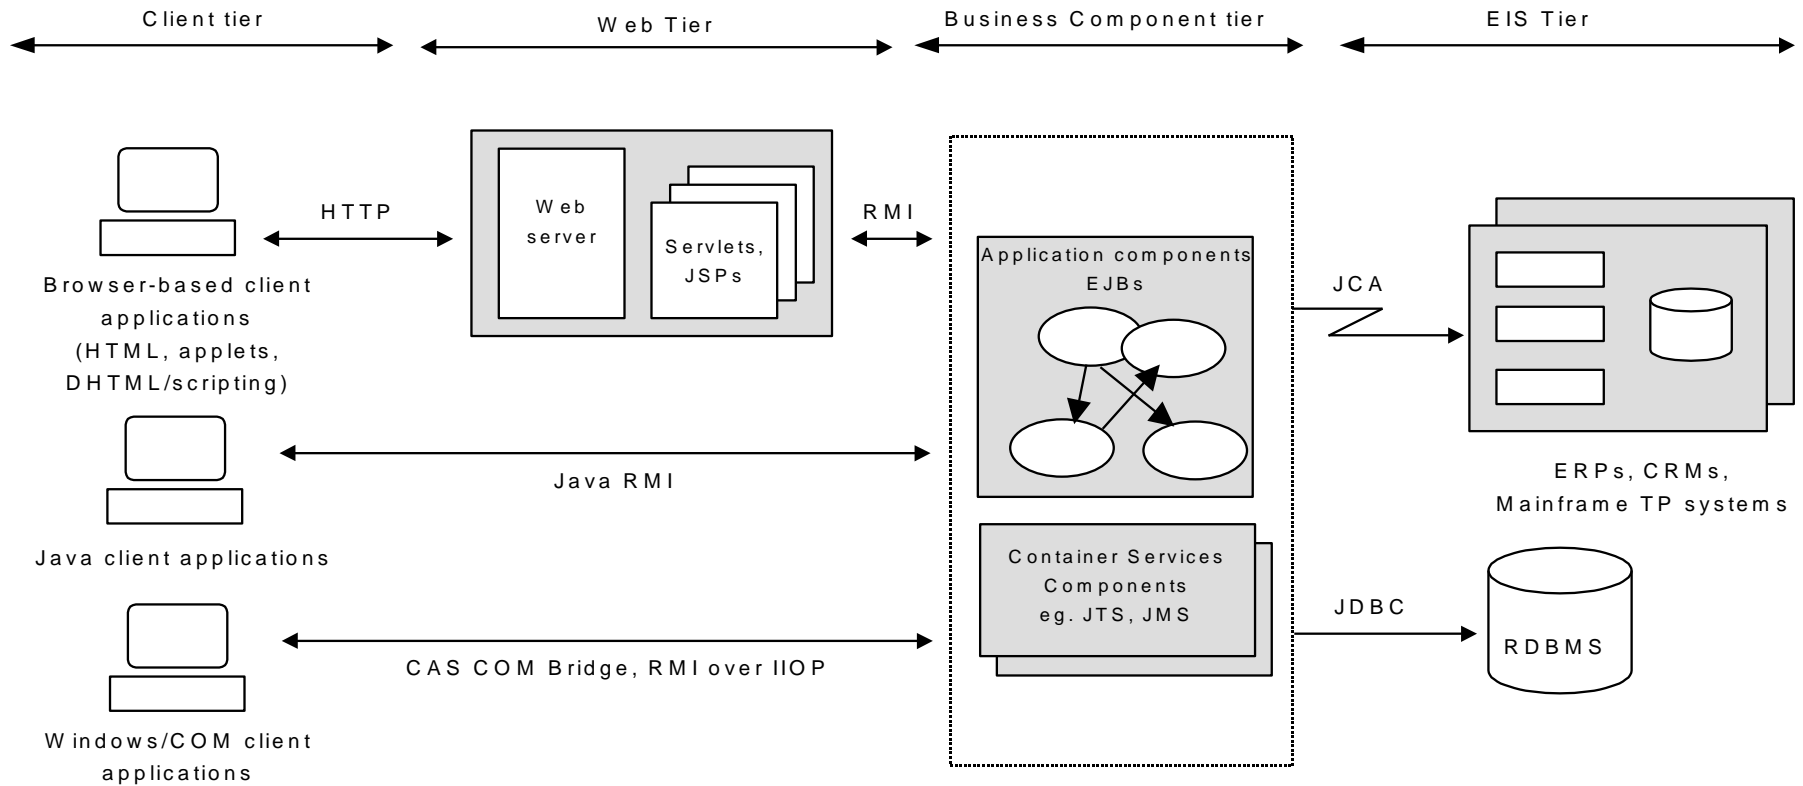 Client tier
Web Tier
Business Component tier
EIS Tier
HTTP
Web
server
Servlets,
JSPs
RMI
Application components
EJBs
JCA
Browser-based client
applications
(HTML, applets,
DHTML/scripting)
Java RMI
ERPs, CRMs,
Mainframe TP systems
Java client applications
Container Services
Components
eg. JTS, JMS
JDBC
RDBMS
CAS COM Bridge, RMI over IIOP
Windows/COM client
applications